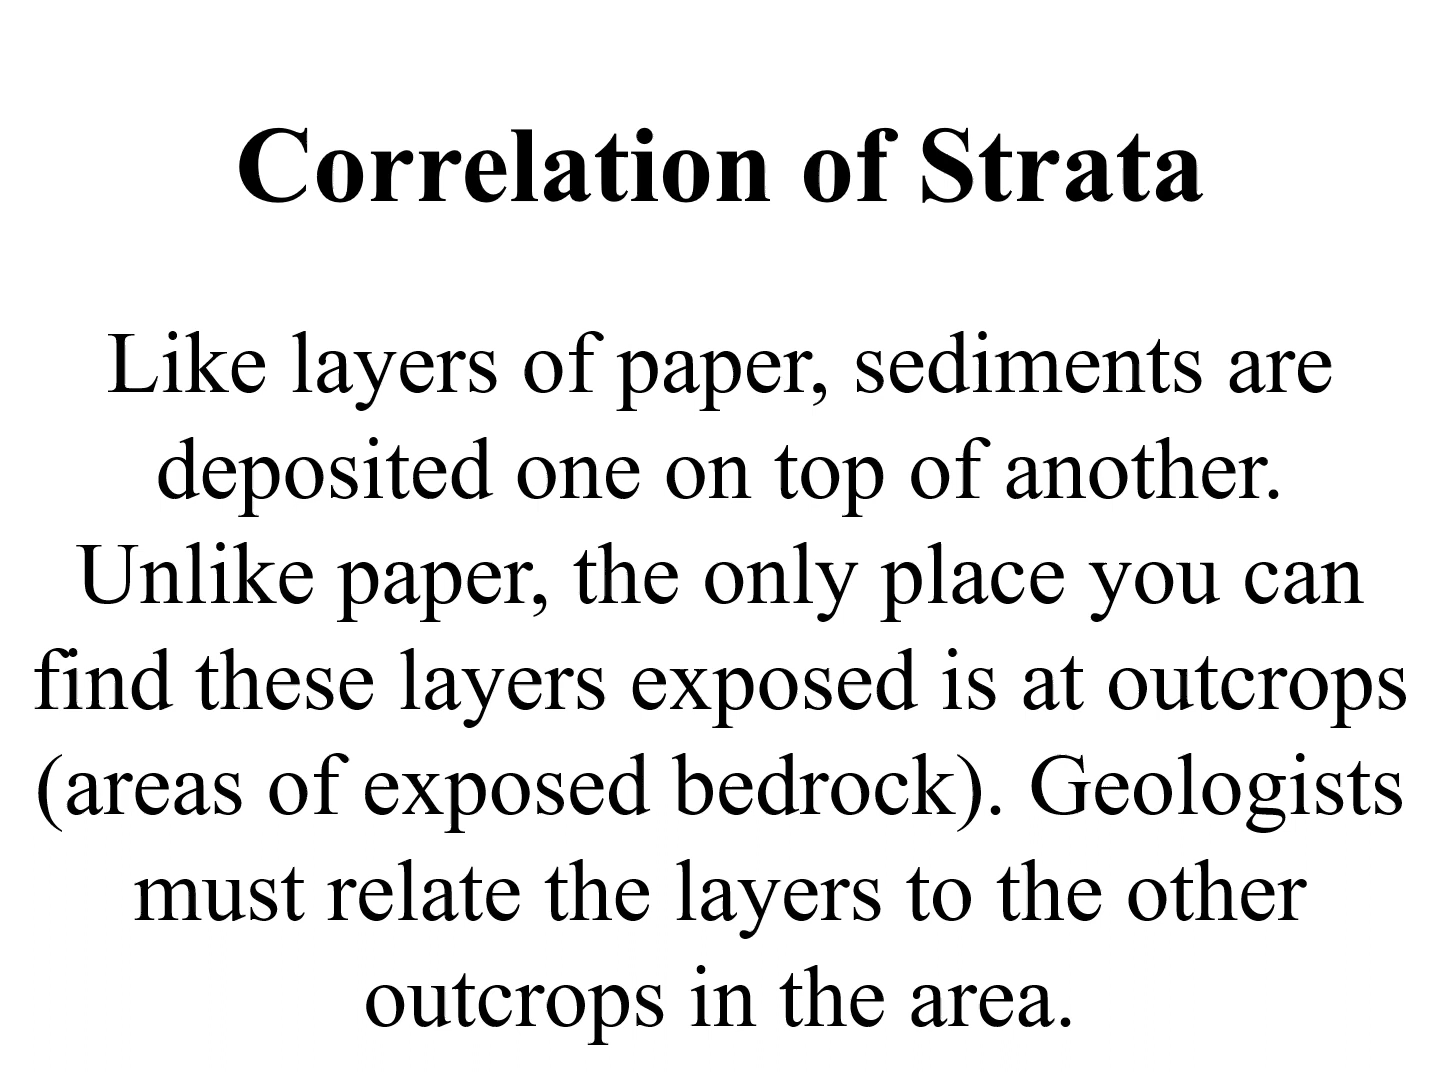 Correlation of Strata
Like layers of paper, sediments are
deposited one on top of another.
Unlike paper, the only place you can
find these layers exposed is at outcrops
(areas of exposed bedrock). Geologists
must relate the layers to the other
outcrops in the area.